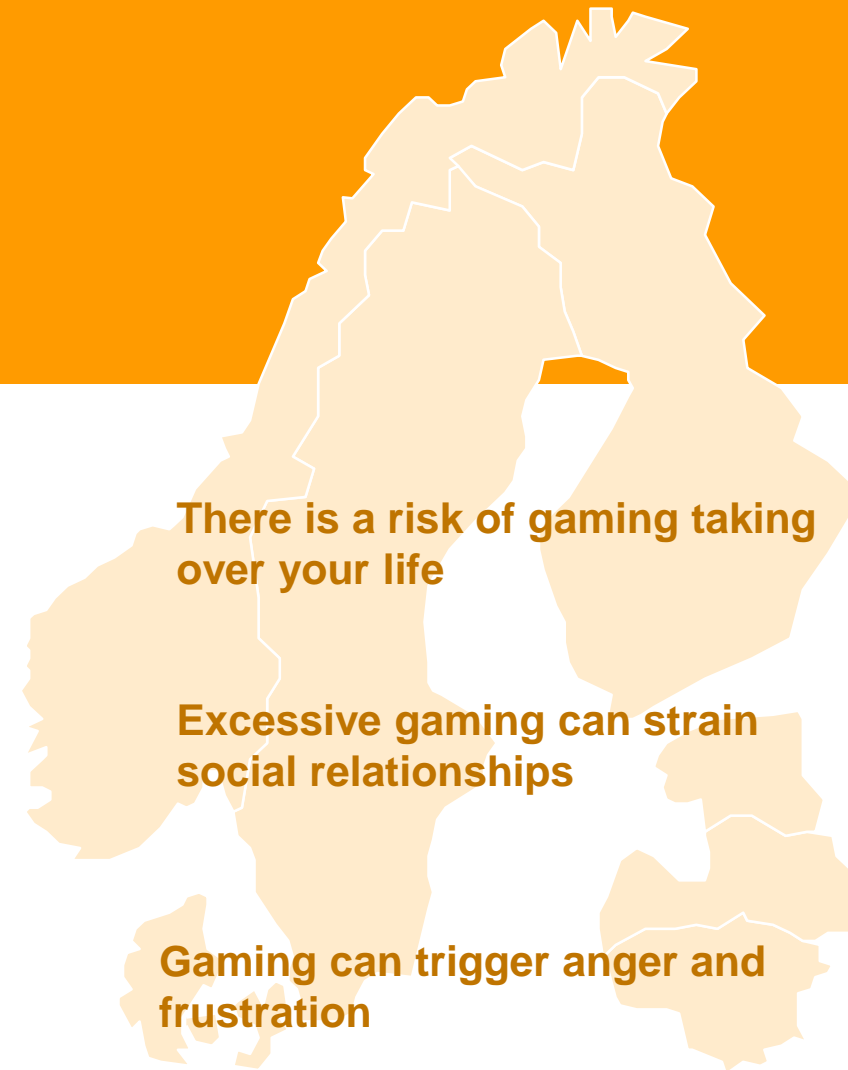 There is a risk of gaming taking
over your life
Excessive gaming can strain
social relationships
Gaming can trigger anger and
frustration